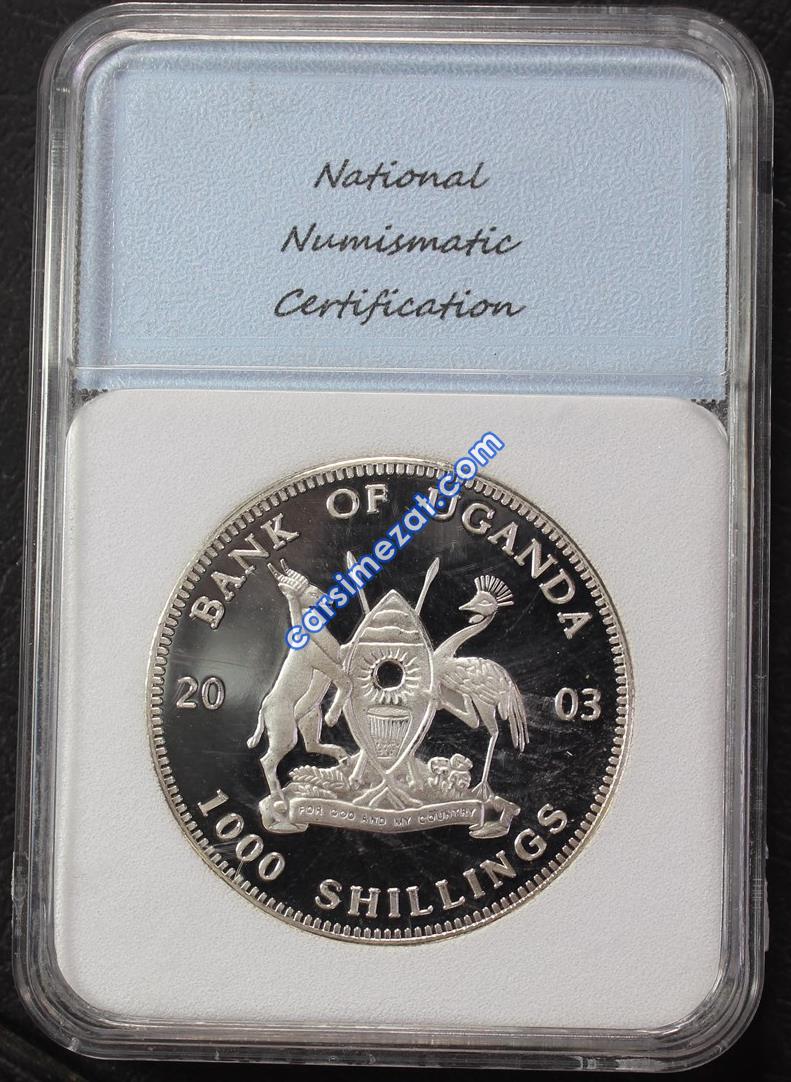 National
Numismatic
Certification
carsimezat.com
BANK OF UGANDA
20 03
FOR GOD AND MY COUNTRY
1000 SHILLINGS